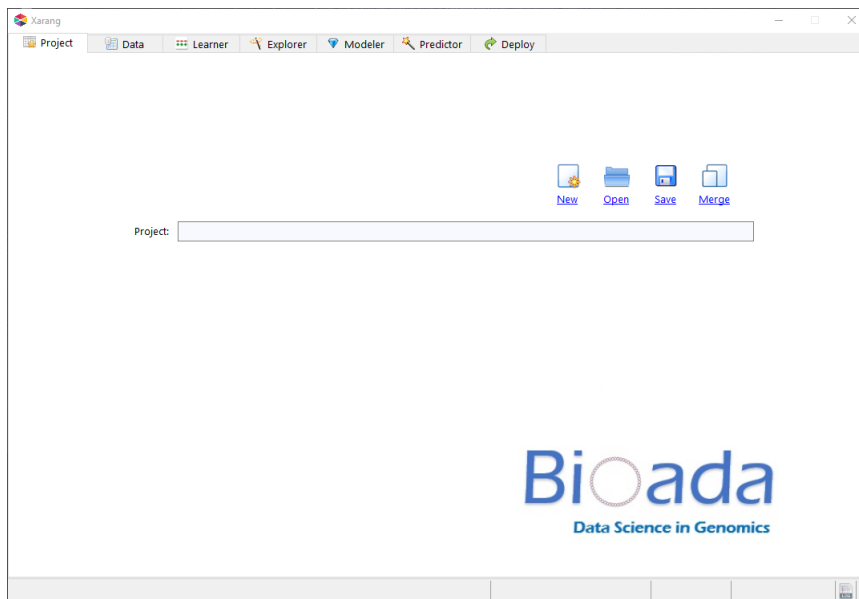 Xarang
Project Data Learner Explorer Modeler Predictor Deploy
New Open Save Merge
Project:
Bioada
Data Science in Genomics